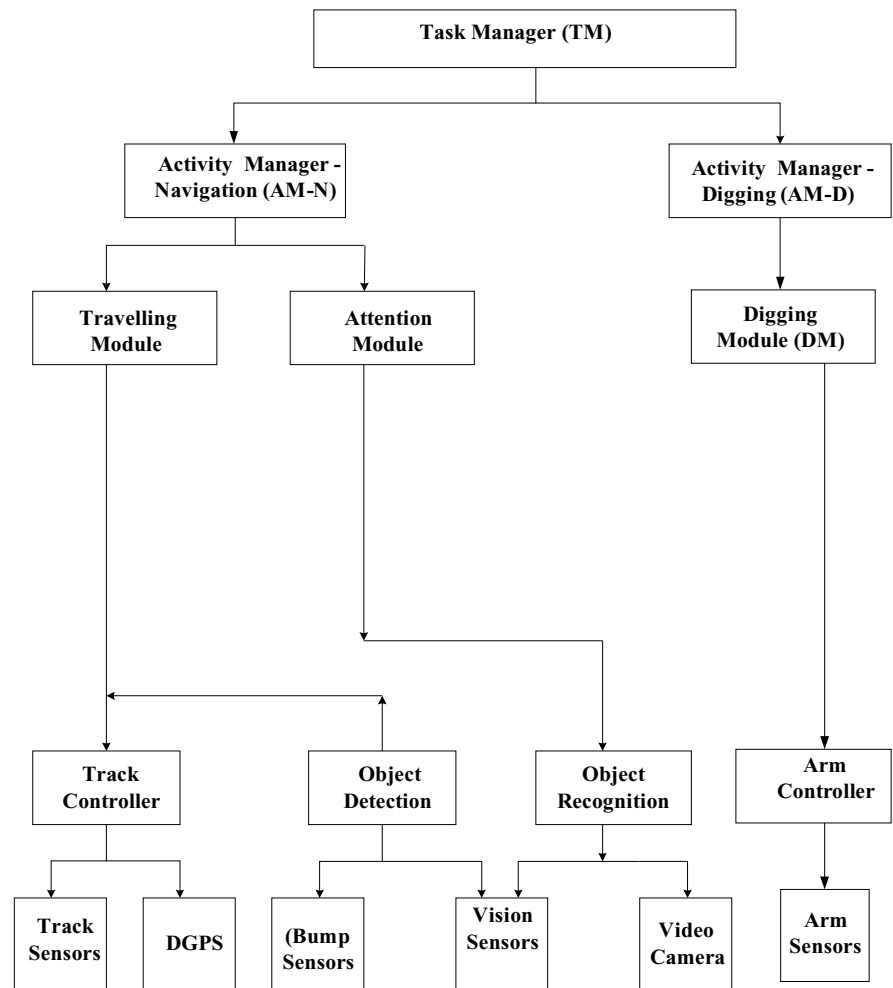 Task Manager (TM)
Activity Manager -
Navigation (AM-N)
Activity Manager -
Digging (AM-D)
Travelling
Module
Attention
Module
Digging
Module (DM)
Track
Controller
Object
Detection
Object
Recognition
Arm
Controller
Track
Sensors
DGPS
(Bump
Sensors
Vision
Sensors
Video
Camera
Arm
Sensors